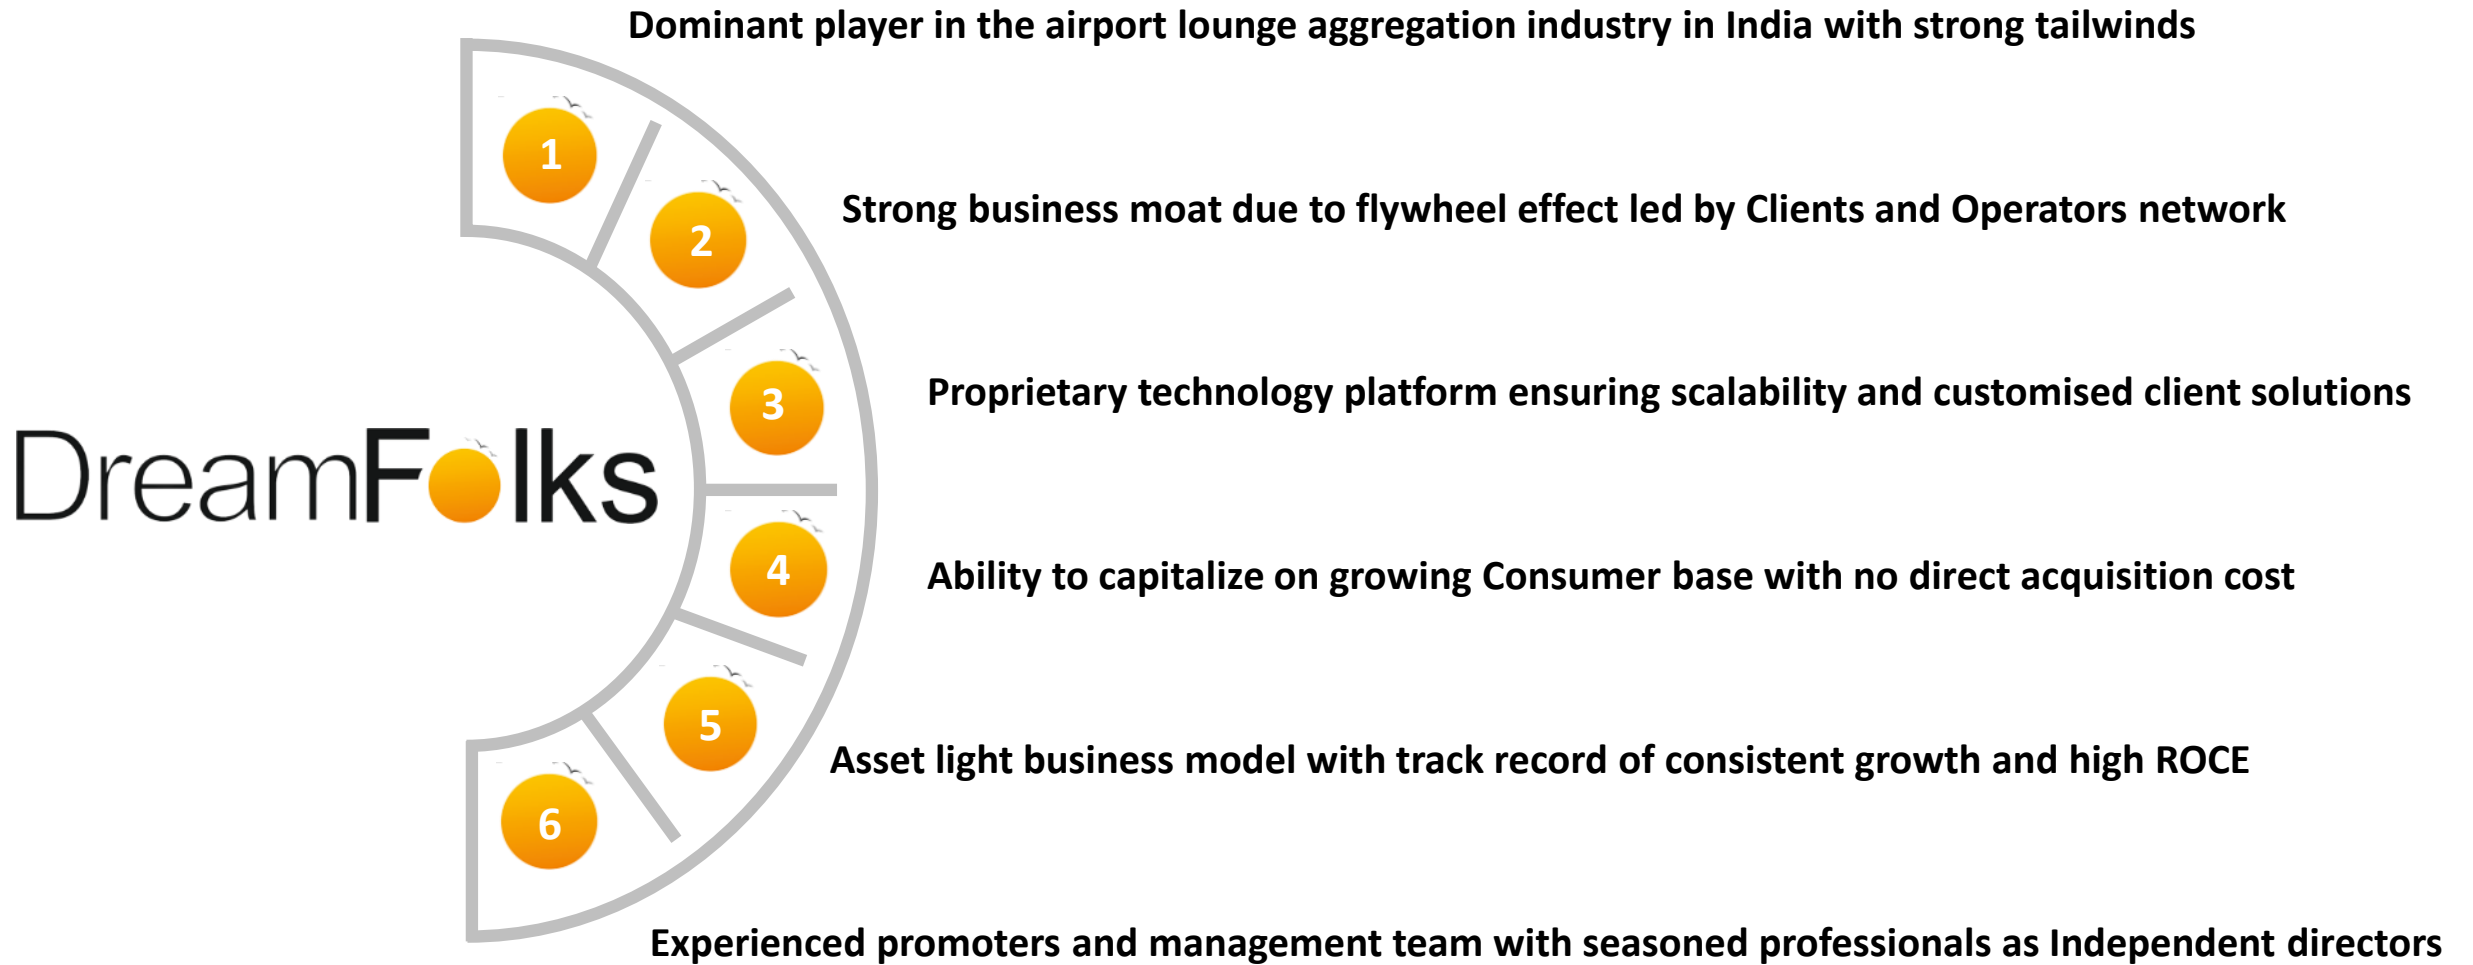 Dominant player in the airport lounge aggregation industry in India with strong tailwinds
1
Strong business moat due to flywheel effect led by Clients and Operators network
2
Proprietary technology platform ensuring scalability and customised client solutions
3
DreamFolks
Ability to capitalize on growing Consumer base with no direct acquisition cost
4
Asset light business model with track record of consistent growth and high ROCE
5
Experienced promoters and management team with seasoned professionals as Independent directors
6